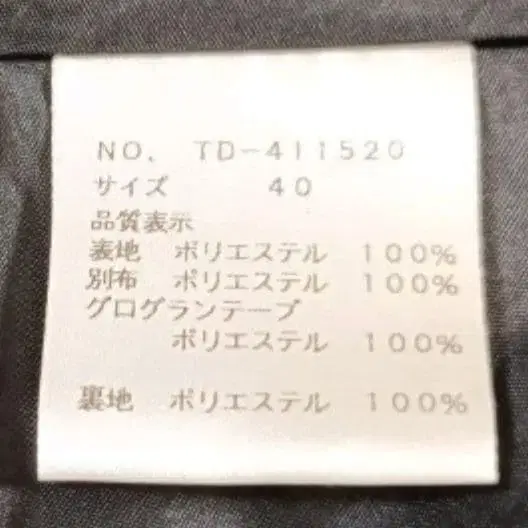 NO. TD-411520
サイズ 40
品質表示
表地 ポリエステル 100%
別布 ポリエステル 100%
グログランテープ
ポリエステル 100%
裏地 ポリエステル 100%